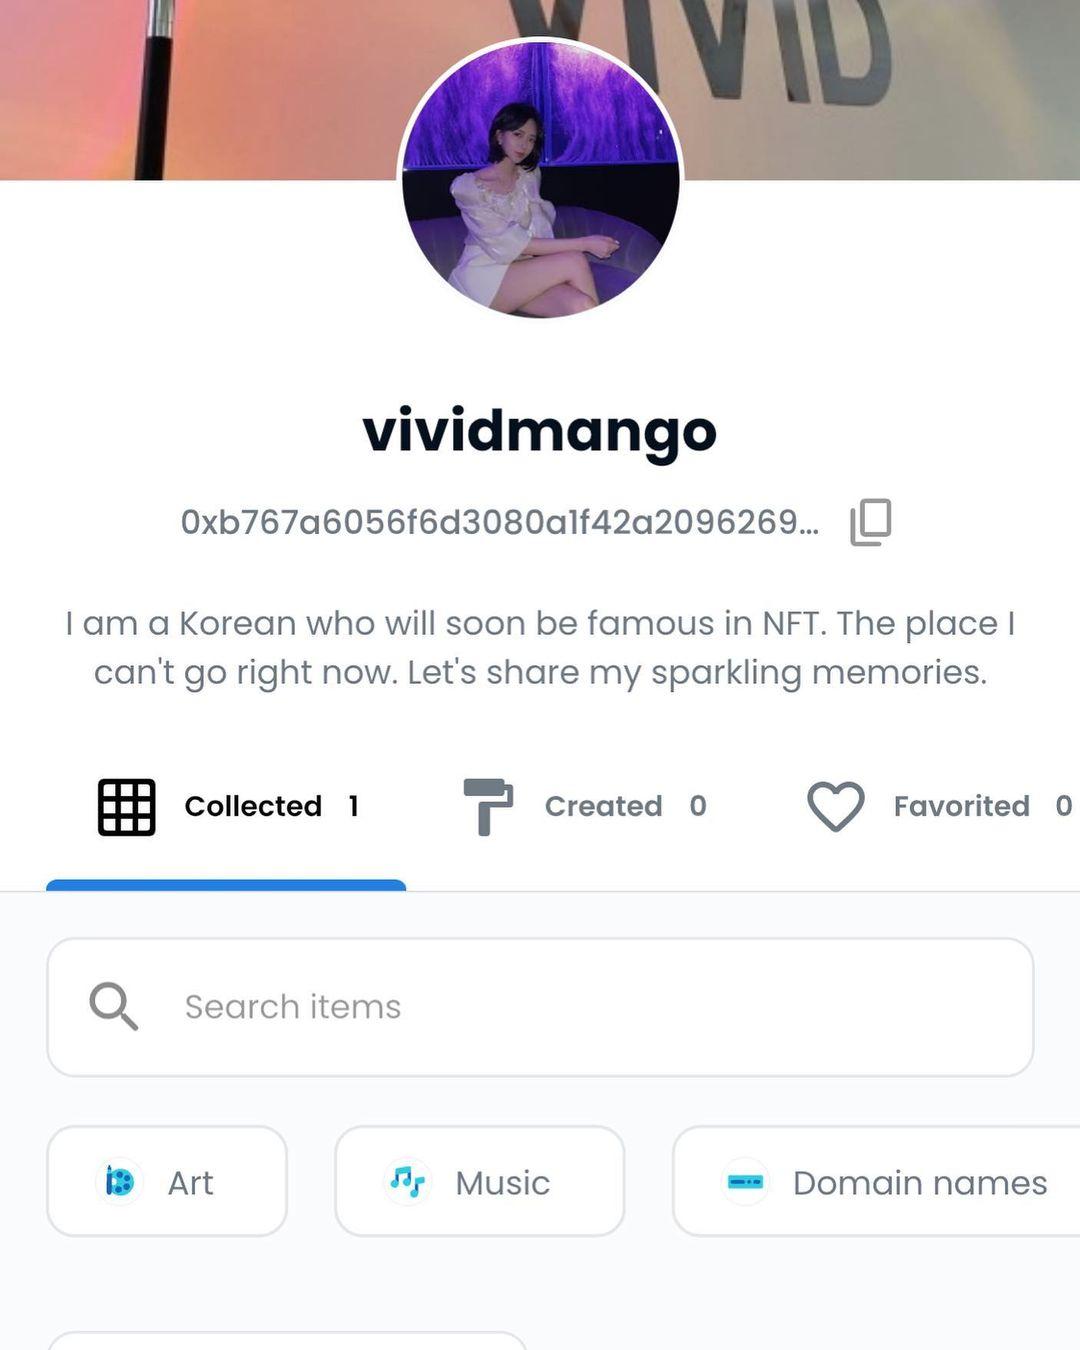 VIVID
vividmango
0xb767a6056f6d3080a1f42a2096269...
I am a Korean who will soon be famous in NFT. The place I
can't go right now. Let's share my sparkling memories.
Collected 1 Created 0 Favorited 0
Search items
Art Music Domain names